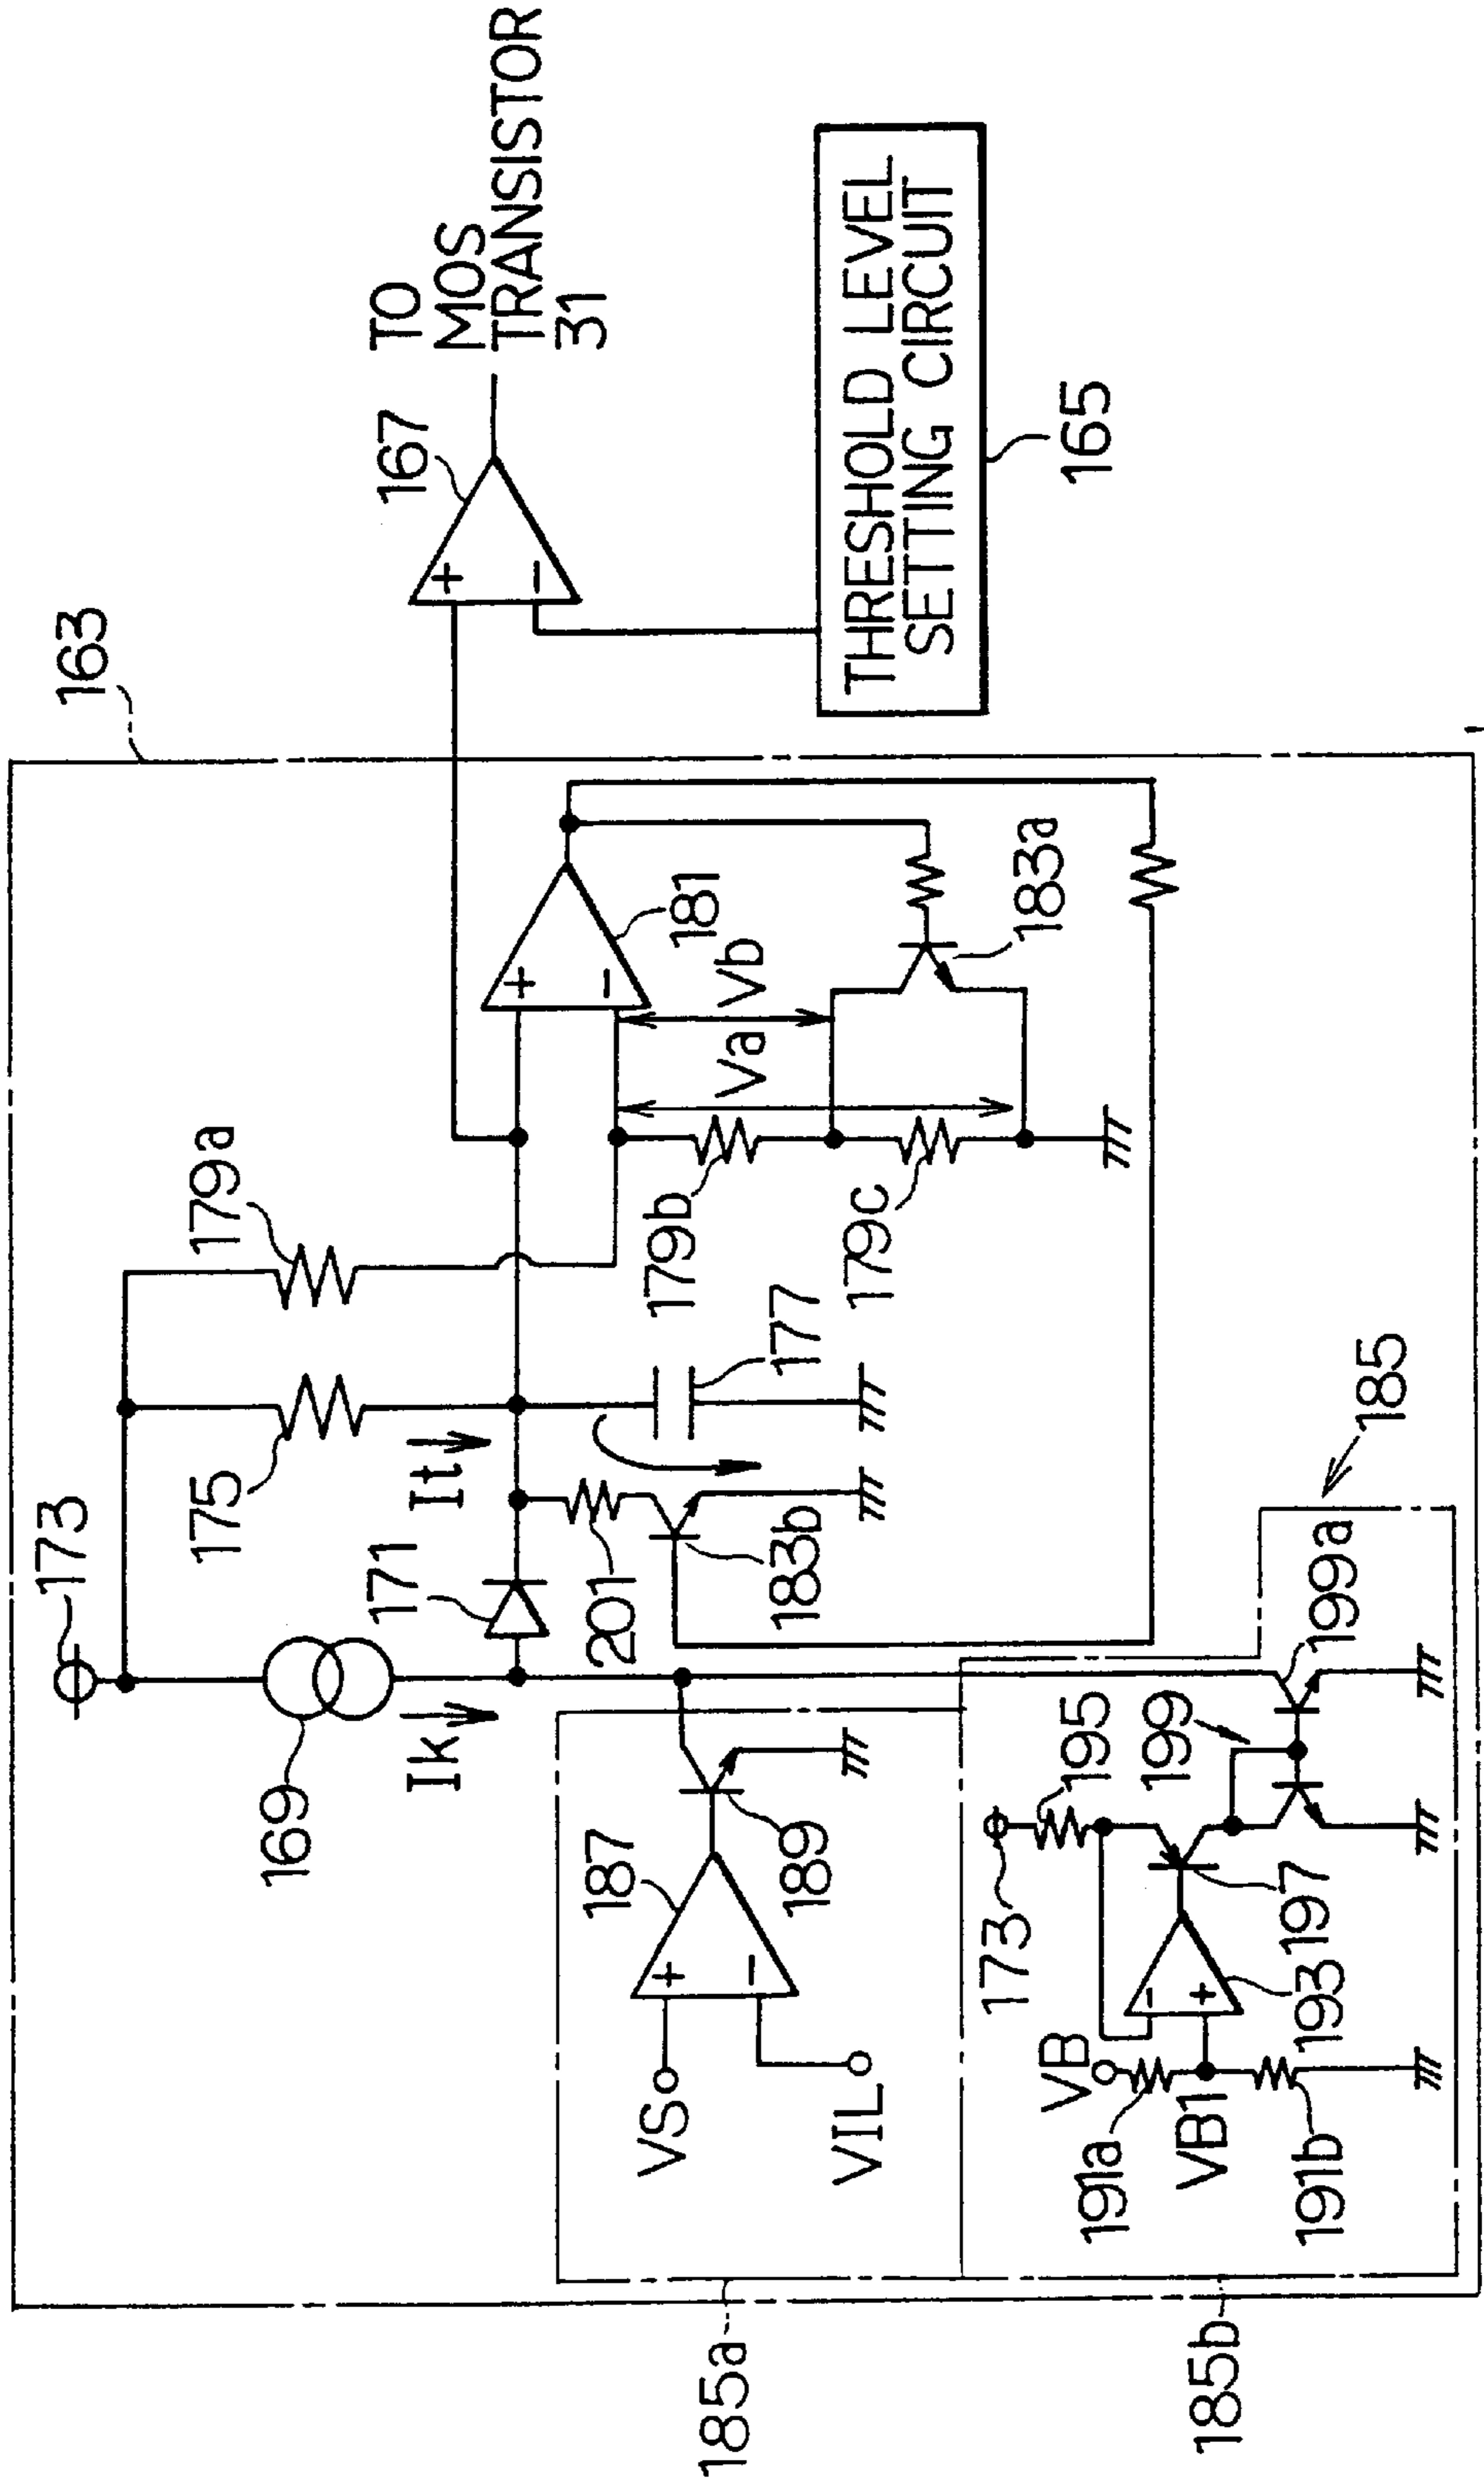 163
173
175
179a
169
Ik
171
It
201
183b
177
179b
179c
Va
Vb
181
183a
167
TO
MOS
TRANSISTOR
31
THRESHOLD LEVEL
SETTING CIRCUIT
165
VS
VIL
187
189
185a
185
VB
191a
VB1
191b
173
195
193
197
199
199a
185b
+
−
+
−
+
−
−
+